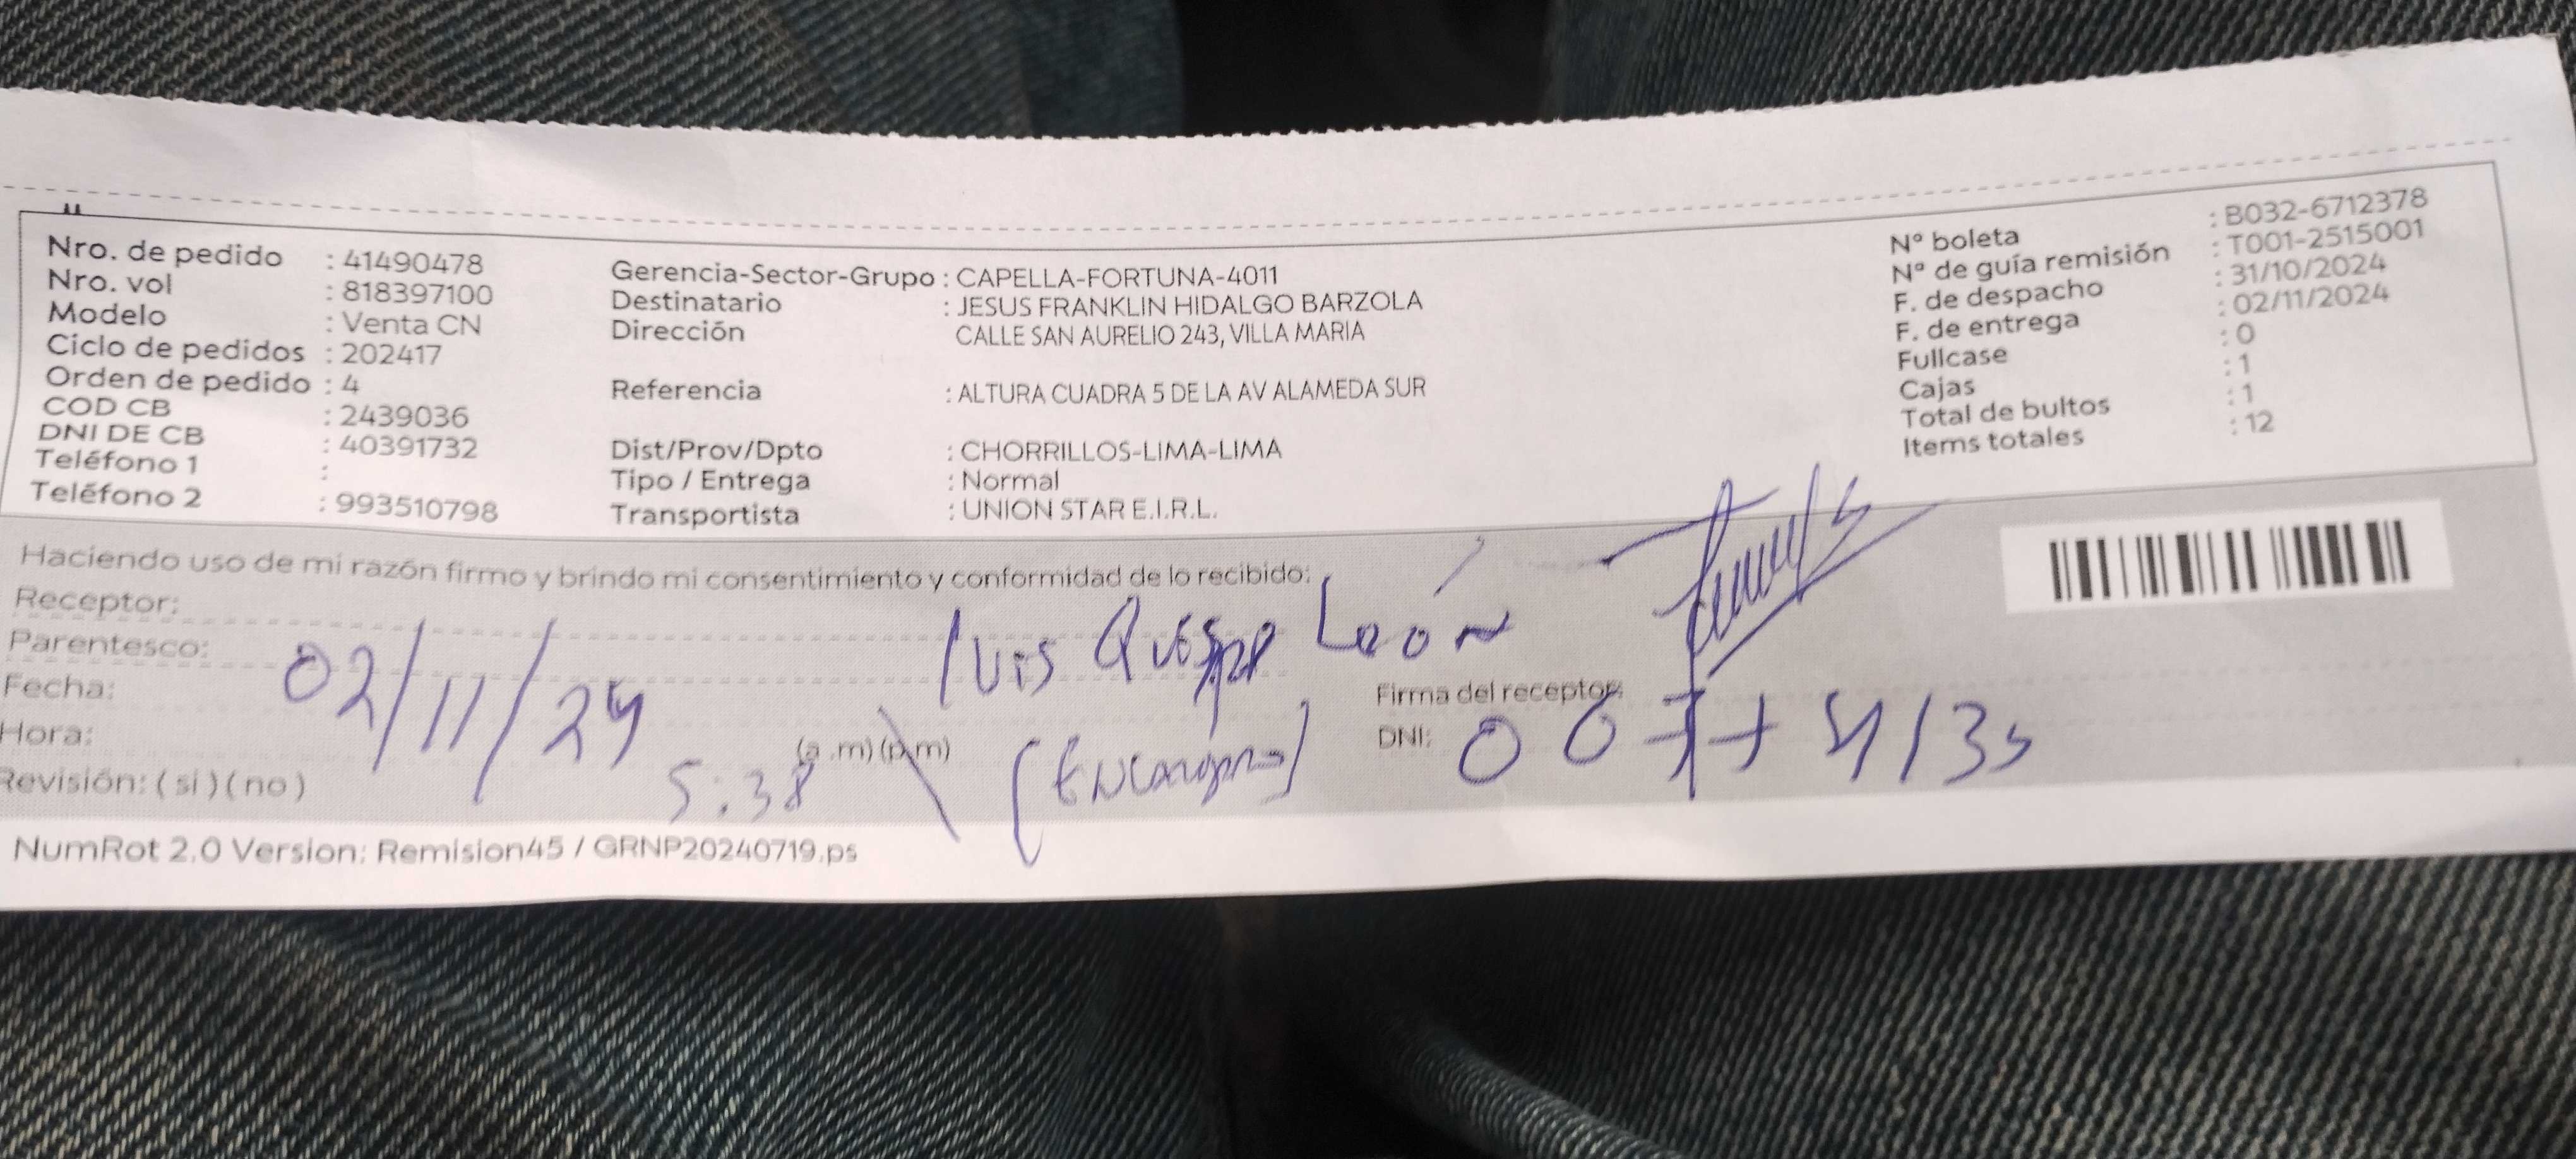 Nro. de pedido : 41490478
Nro. vol : 818397100
Modelo : Venta CN
Ciclo de pedidos : 202417
Orden de pedido : 4
COD CB : 2439036
DNI DE CB : 40391732
Teléfono 1 :
Teléfono 2 : 993510798
Gerencia-Sector-Grupo : CAPELLA-FORTUNA-4011
Destinatario : JESUS FRANKLIN HIDALGO BARZOLA
Dirección CALLE SAN AURELIO 243, VILLA MARIA
Referencia : ALTURA CUADRA 5 DE LA AV ALAMEDA SUR
Dist/Prov/Dpto : CHORRILLOS-LIMA-LIMA
Tipo / Entrega : Normal
Transportista : UNION STAR E.I.R.L.
N° boleta : B032-6712378
N° de guía remisión : T001-2515001
F. de despacho : 31/10/2024
F. de entrega : 02/11/2024
Fullcase : 0
Cajas : 1
Total de bultos : 1
Items totales : 12
Haciendo uso de mi razón firmo y brindo mi consentimiento y conformidad de lo recibido:
Receptor:
Luis Quispe León
Parentesco:
Fecha: 02/11/24
Firma del receptor:
Hora: 5:38 (a .m) (p.m)
DNI:
Revisión: ( si ) ( no )
NumRot 2.0 Version: Remision45 / GRNP20240719.ps